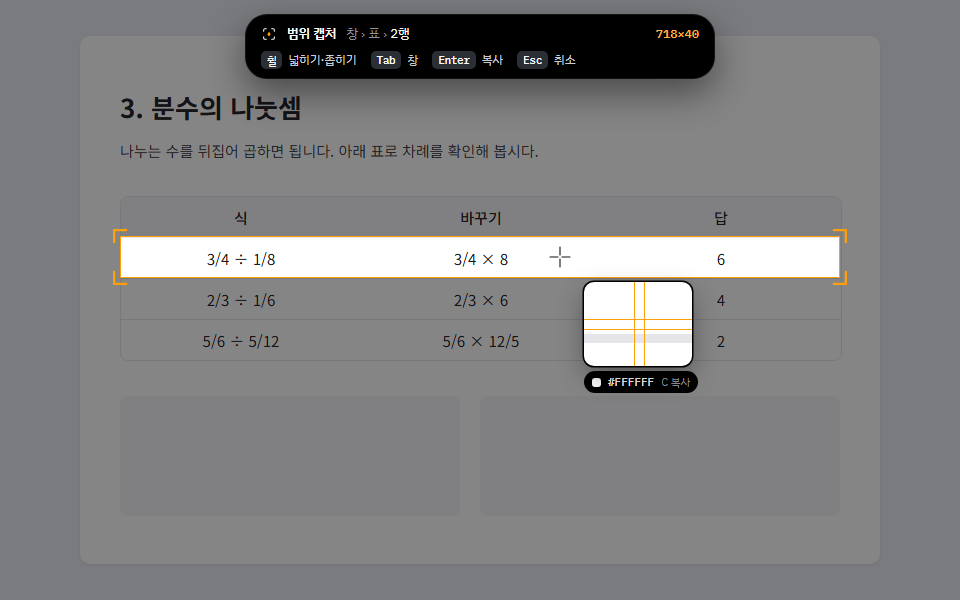 범위 캡처 창 › 표 › 2행 718×40
휠 넓히기·좁히기 Tab 창 Enter 복사 Esc 취소
3. 분수의 나눗셈
나누는 수를 뒤집어 곱하면 됩니다. 아래 표로 차례를 확인해 봅시다.
식 바꾸기 답
3/4 ÷ 1/8 3/4 × 8 6
2/3 ÷ 1/6 2/3 × 6 4
5/6 ÷ 5/12 5/6 × 12/5 2
#FFFFFF C 복사